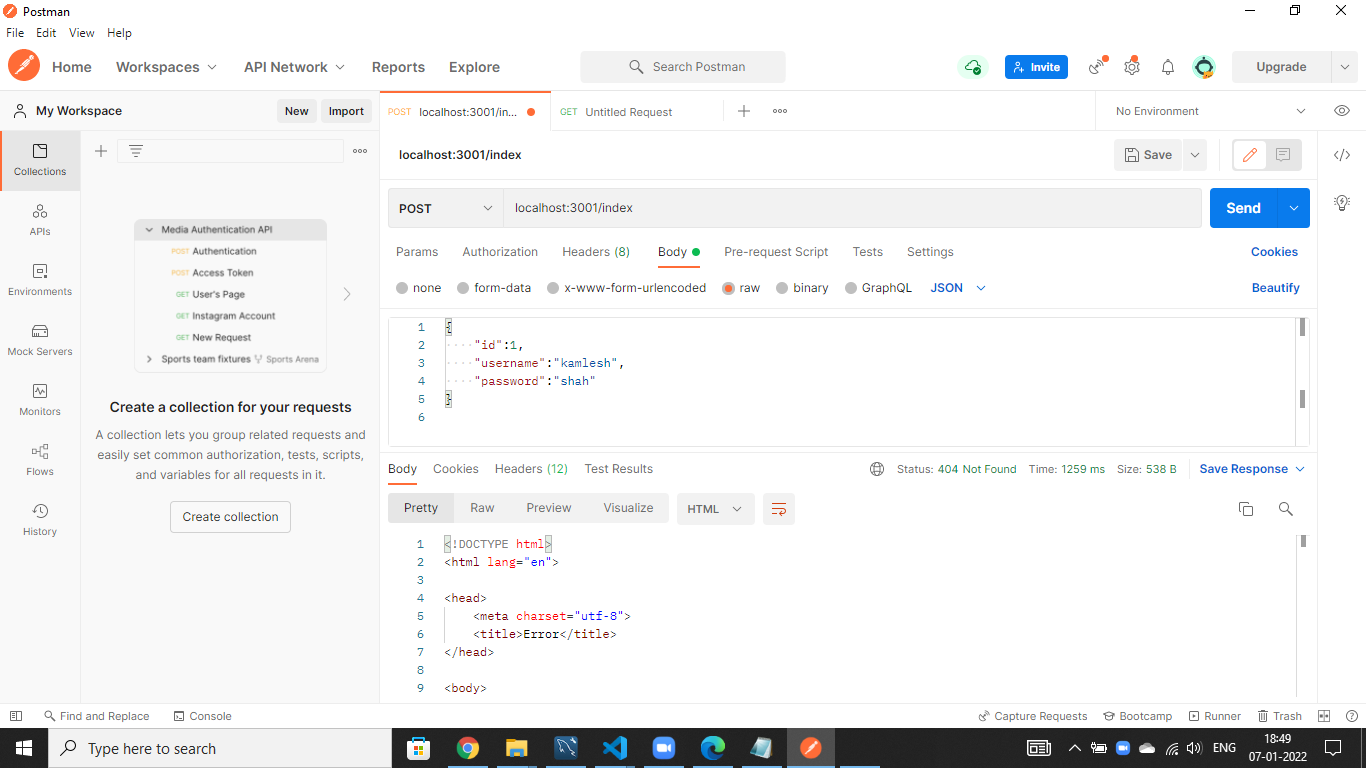 Postman
File Edit View Help
Home Workspaces API Network Reports Explore Search Postman Invite Upgrade
My Workspace New Import POST localhost:3001/in... GET Untitled Request No Environment
Collections
APIs
Environments
Mock Servers
Monitors
Flows
History
Media Authentication API
POST Authentication
POST Access Token
GET User's Page
GET Instagram Account
GET New Request
Sports team fixtures Sports Arena
Create a collection for your requests
A collection lets you group related requests and
easily set common authorization, tests, scripts,
and variables for all requests in it.
Create collection
localhost:3001/index Save
POST localhost:3001/index Send
Params Authorization Headers (8) Body Pre-request Script Tests Settings Cookies
none form-data x-www-form-urlencoded raw binary GraphQL JSON Beautify
1 {
2 "id":1,
3 "username":"kamlesh",
4 "password":"shah"
5 }
6
Body Cookies Headers (12) Test Results Status: 404 Not Found Time: 1259 ms Size: 538 B Save Response
Pretty Raw Preview Visualize HTML
1 <!DOCTYPE html>
2 <html lang="en">
3
4 <head>
5 <meta charset="utf-8">
6 <title>Error</title>
7 </head>
8
9 <body>
Find and Replace Console Capture Requests Bootcamp Runner Trash
Type here to search ENG 18:49
07-01-2022